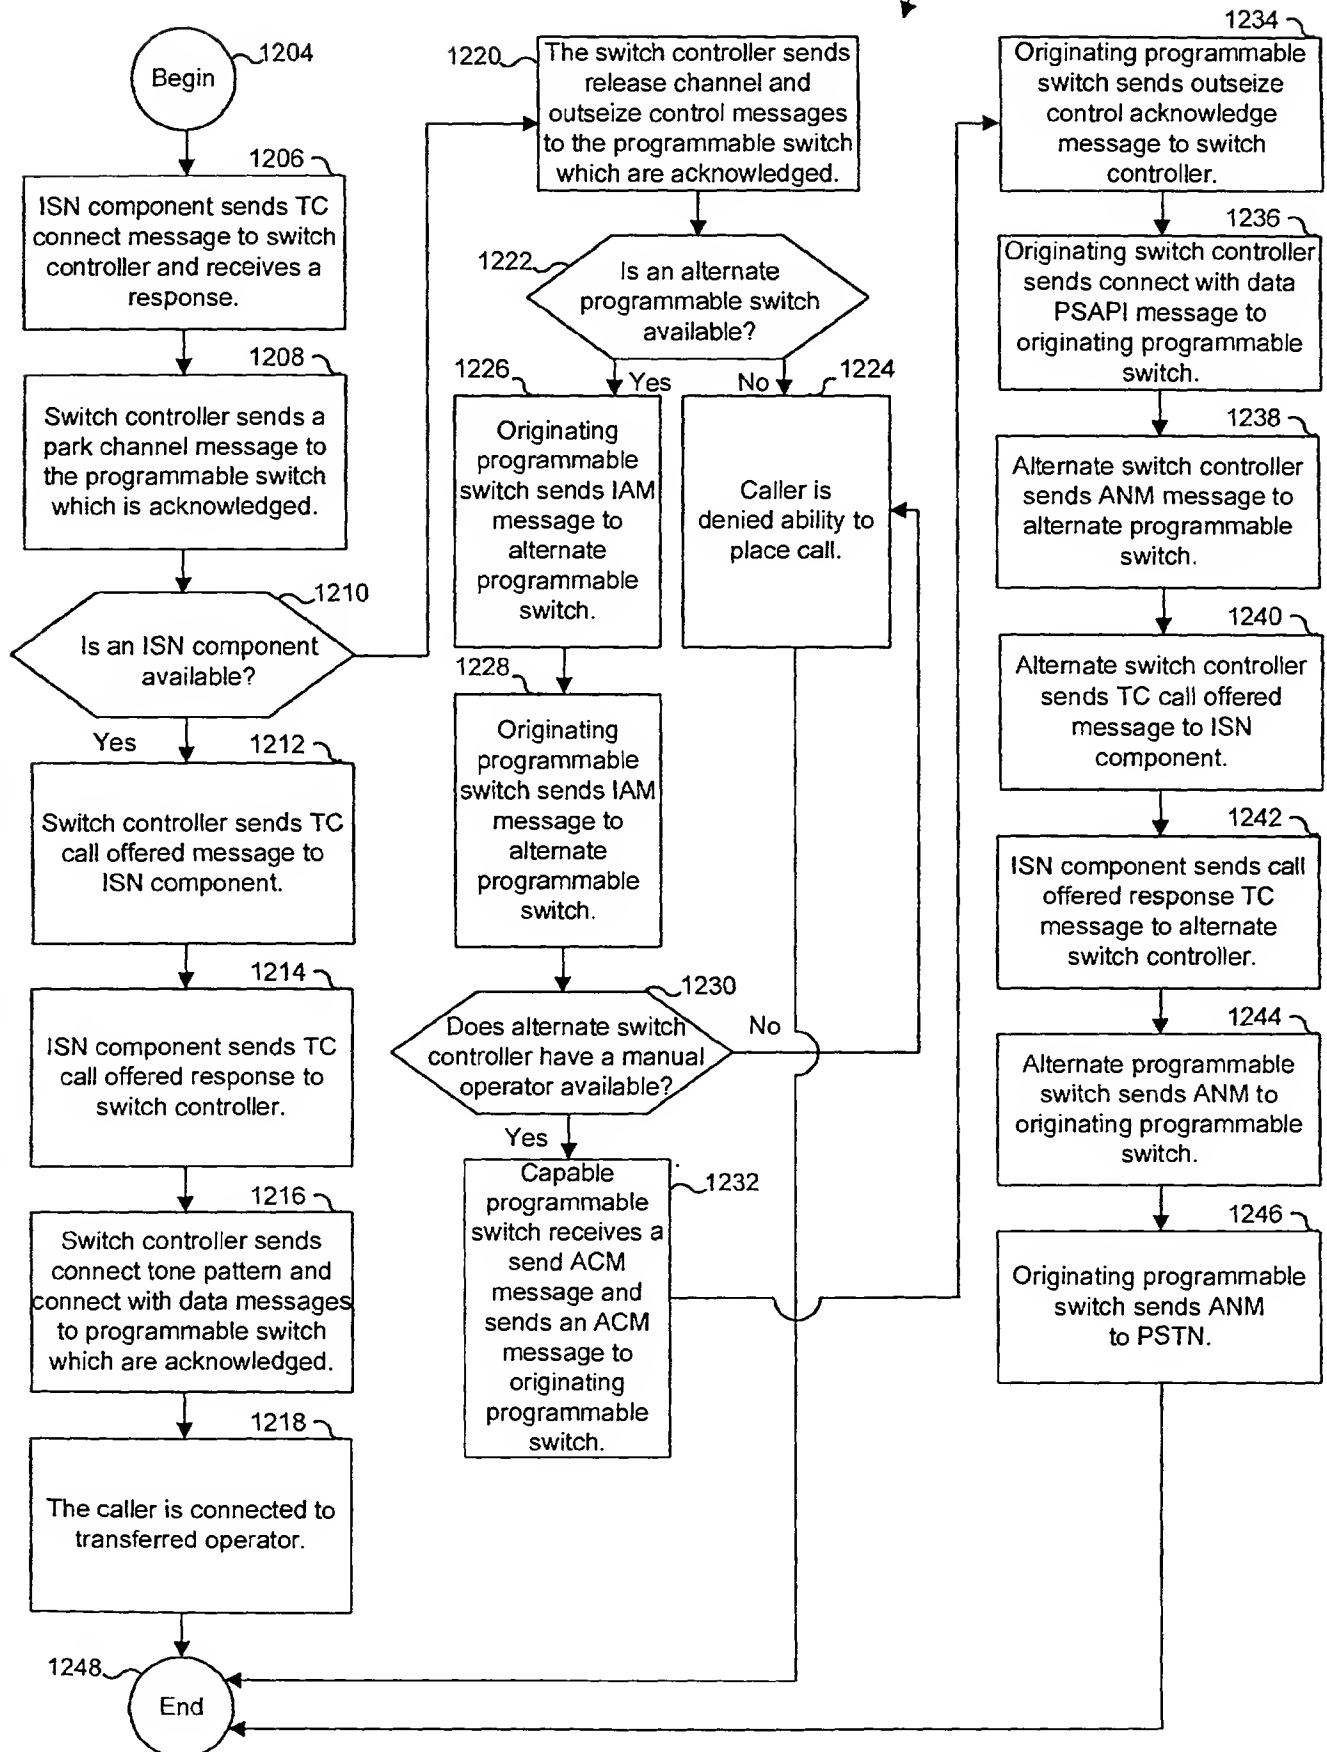 1204
Begin
1206
ISN component sends TC
connect message to switch
controller and receives a
response.
1208
Switch controller sends a
park channel message to
the programmable switch
which is acknowledged.
1210
Is an ISN component
available?
Yes
1212
Switch controller sends TC
call offered message to
ISN component.
1214
ISN component sends TC
call offered response to
switch controller.
1216
Switch controller sends
connect tone pattern and
connect with data messages
to programmable switch
which are acknowledged.
1218
The caller is connected to
transferred operator.
1248
End
1220
The switch controller sends
release channel and
outseize control messages
to the programmable switch
which are acknowledged.
1222
Is an alternate
programmable switch
available?
1226
Yes
No
1224
Originating
programmable
switch sends IAM
message to
alternate
programmable
switch.
Caller is
denied ability to
place call.
1228
Originating
programmable
switch sends IAM
message to
alternate
programmable
switch.
1230
Does alternate switch
controller have a manual
operator available?
No
Yes
1232
Capable
programmable
switch receives a
send ACM
message and
sends an ACM
message to
originating
programmable
switch.
1234
Originating programmable
switch sends outseize
control acknowledge
message to switch
controller.
1236
Originating switch controller
sends connect with data
PSAPI message to
originating programmable
switch.
1238
Alternate switch controller
sends ANM message to
alternate programmable
switch.
1240
Alternate switch controller
sends TC call offered
message to ISN
component.
1242
ISN component sends call
offered response TC
message to alternate
switch controller.
1244
Alternate programmable
switch sends ANM to
originating programmable
switch.
1246
Originating programmable
switch sends ANM
to PSTN.